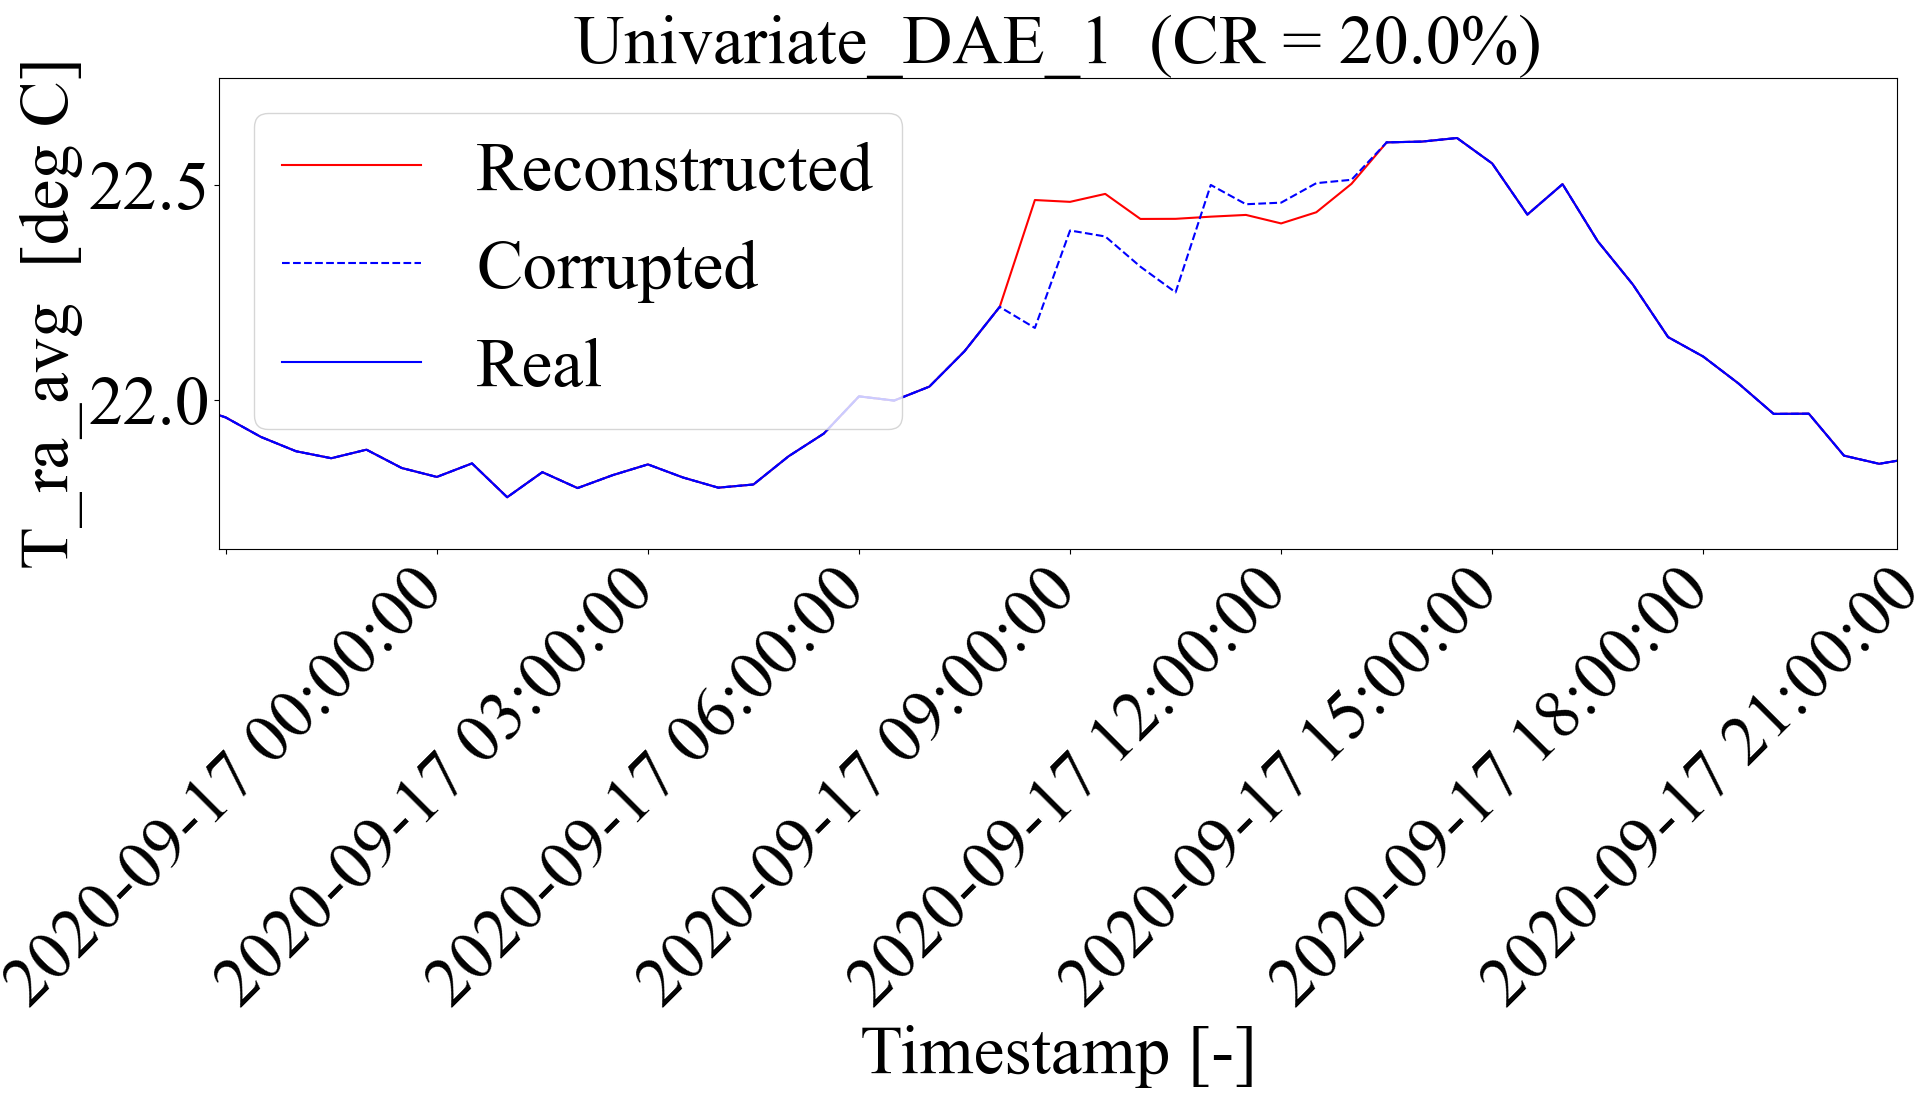 Univariate_DAE_1 (CR = 20.0%)
T_ra_avg [deg C]
22.5
22.0
Reconstructed
Corrupted
Real
2020-09-17 00:00:00
2020-09-17 03:00:00
2020-09-17 06:00:00
2020-09-17 09:00:00
2020-09-17 12:00:00
2020-09-17 15:00:00
2020-09-17 18:00:00
2020-09-17 21:00:00
Timestamp [-]